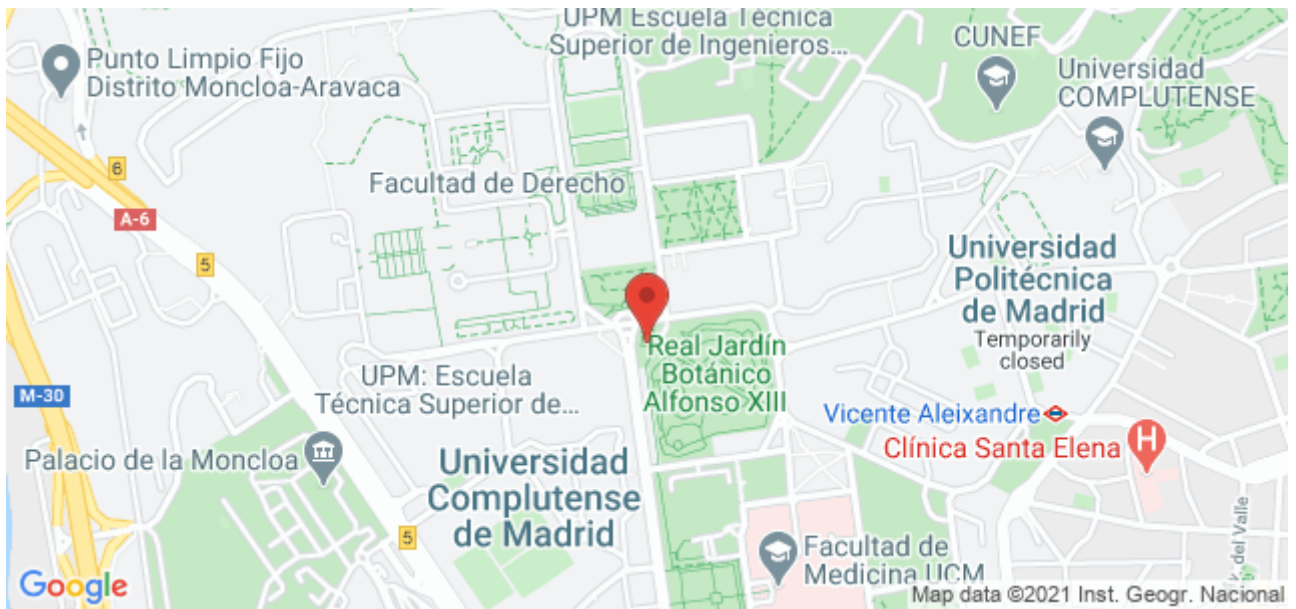 UPM Escuela Técnica
Superior de Ingenieros...
CUNEF
Punto Limpio Fijo
Distrito Moncloa-Aravaca
Universidad
COMPLUTENSE
6
Facultad de Derecho
A-6
5
Universidad
Politécnica
de Madrid
Temporarily
closed
Real Jardín
Botánico
Alfonso XIII
UPM: Escuela
Técnica Superior de...
M-30
Vicente Aleixandre
Clínica Santa Elena
H
Palacio de la Moncloa
Universidad
Complutense
de Madrid
5
Facultad de
Medicina UCM
. del Valle
Google
Map data ©2021 Inst. Geogr. Nacional